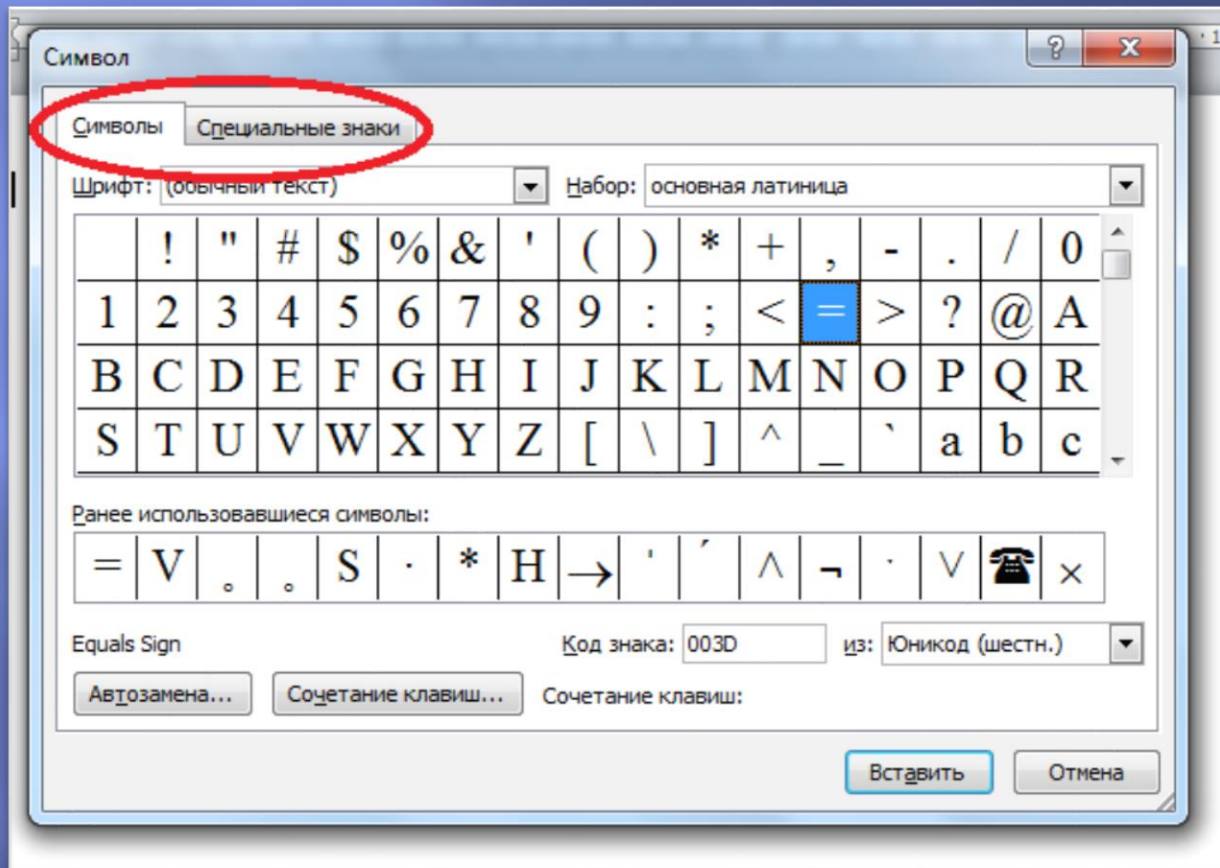 Символ
Символы Специальные знаки
Шрифт: (обычный текст) Набор: основная латиница
! " # $ % & ' ( ) * + , - . / 0
1 2 3 4 5 6 7 8 9 : ; < = > ? @ A
B C D E F G H I J K L M N O P Q R
S T U V W X Y Z [ \ ] ^ _ ` a b c
Ранее использовавшиеся символы:
= V 。 。 S · * H → ' ´ ∧ ¬ · ∨ ☎ ×
Equals Sign Код знака: 003D из: Юникод (шестн.)
Автозамена... Сочетание клавиш... Сочетание клавиш:
Вставить Отмена